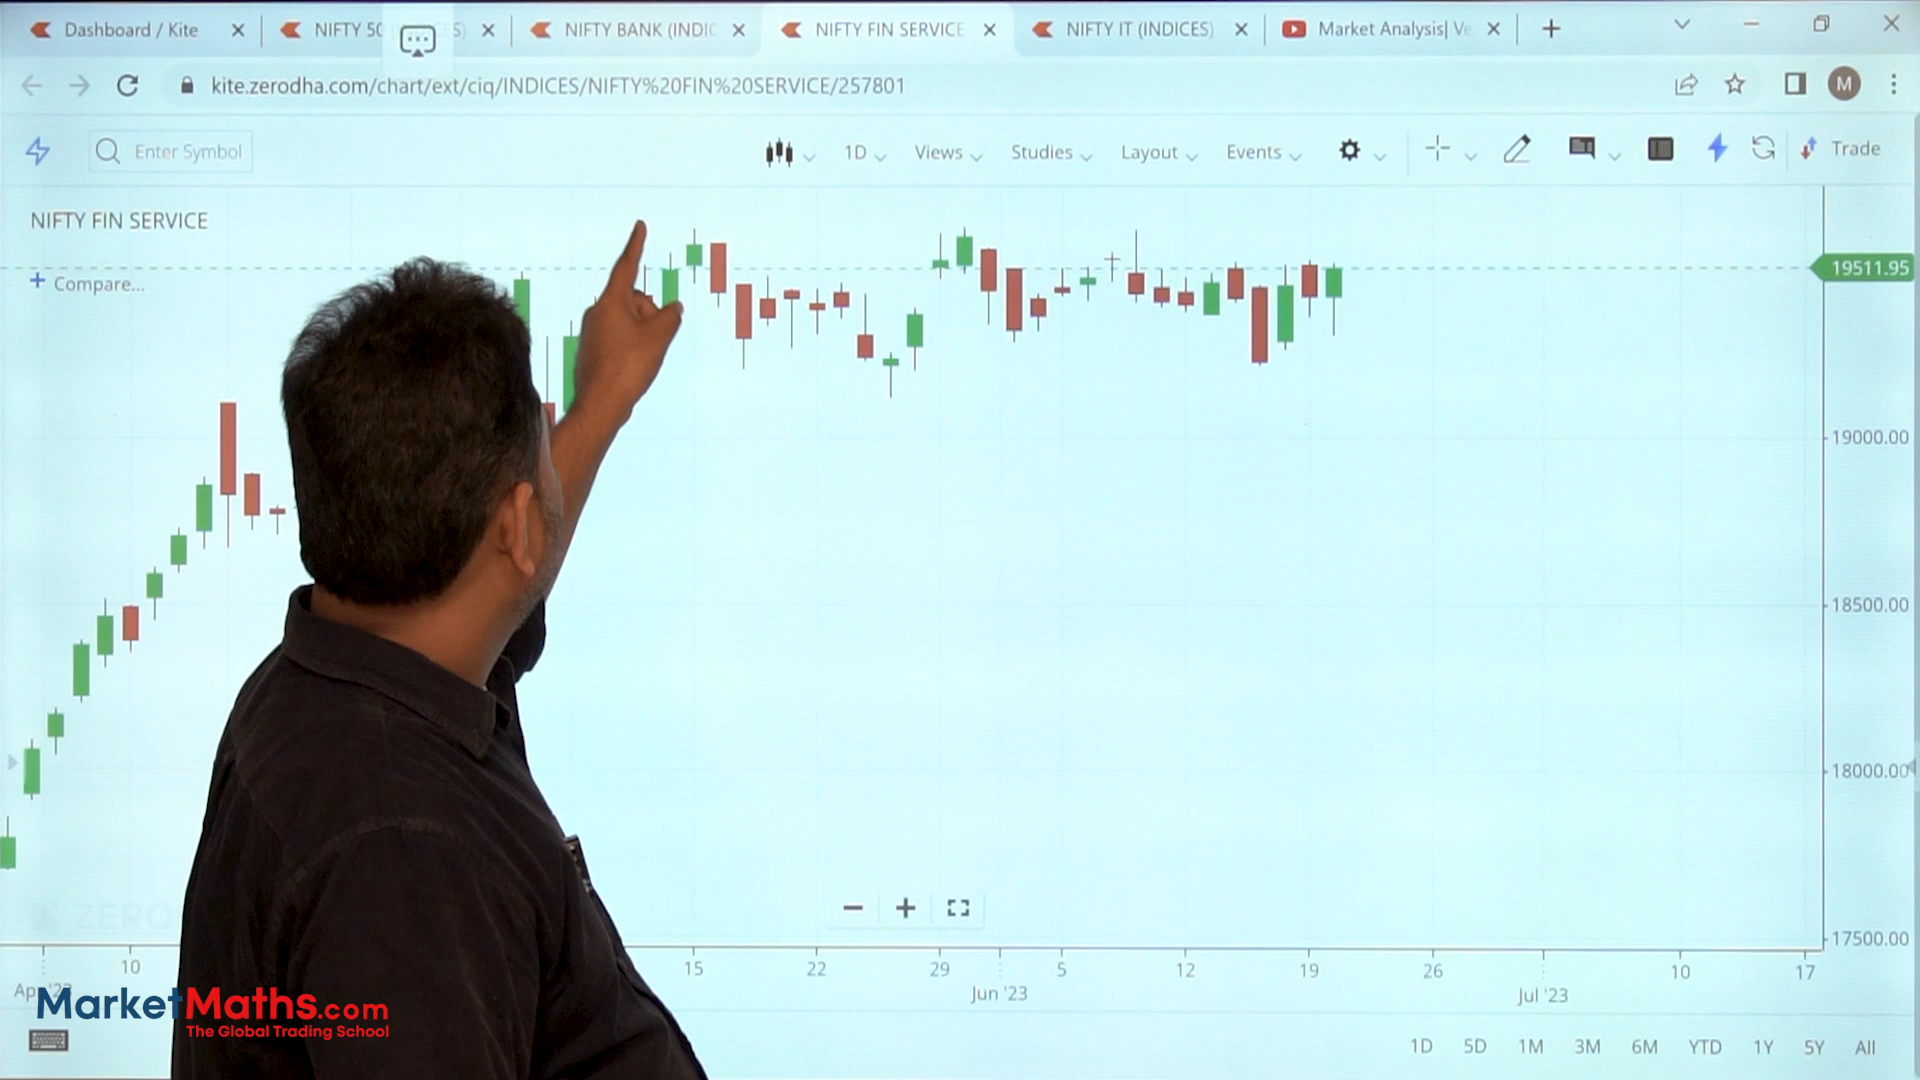 Dashboard / Kite
NIFTY 50 (INDICES)
NIFTY BANK (INDIC
NIFTY FIN SERVICE
NIFTY IT (INDICES)
Market Analysis| Ve
kite.zerodha.com/chart/ext/ciq/INDICES/NIFTY%20FIN%20SERVICE/257801
M
Enter Symbol
1D
Views
Studies
Layout
Events
Trade
NIFTY FIN SERVICE
+ Compare...
19511.95
19000.00
18500.00
18000.00
17500.00
ZERO
10
15
22
29
5
12
19
26
10
17
Jun '23
Jul '23
MarketMaths.com
The Global Trading School
1D 5D 1M 3M 6M YTD 1Y 5Y All